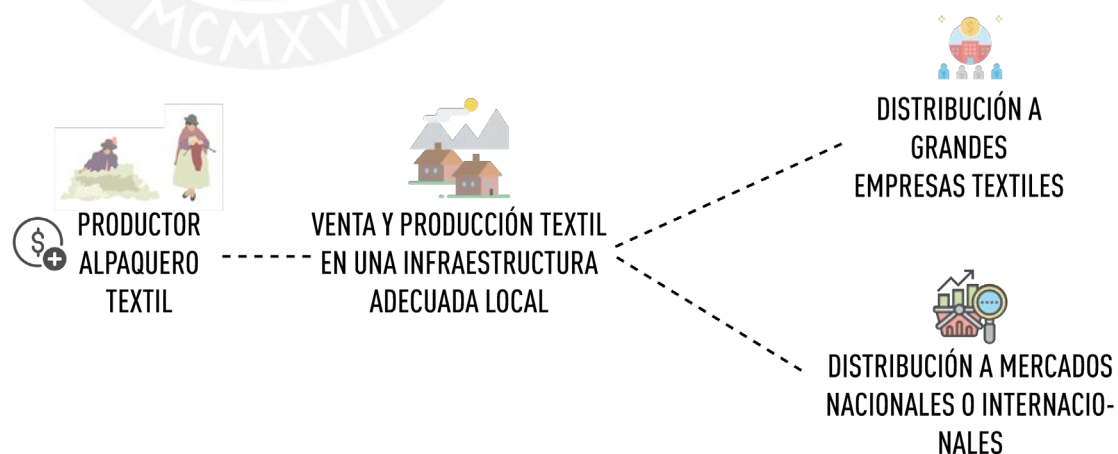 MCMXVII
PRODUCTOR
ALPAQUERO
TEXTIL
VENTA Y PRODUCCIÓN TEXTIL
EN UNA INFRAESTRUCTURA
ADECUADA LOCAL
DISTRIBUCIÓN A
GRANDES
EMPRESAS TEXTILES
DISTRIBUCIÓN A MERCADOS
NACIONALES O INTERNACIO-
NALES